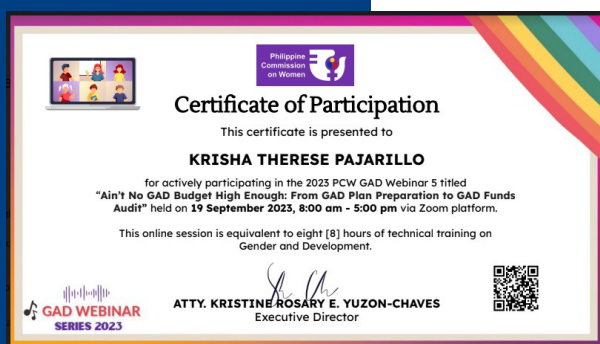 Philippine
Commission
on Women
Certificate of Participation
This certificate is presented to
KRISHA THERESE PAJARILLO
for actively participating in the 2023 PCW GAD Webinar 5 titled
“Ain’t No GAD Budget High Enough: From GAD Plan Preparation to GAD Funds
Audit” held on 19 September 2023, 8:00 am - 5:00 pm via Zoom platform.
This online session is equivalent to eight [8] hours of technical training on
Gender and Development.
ATTY. KRISTINE ROSARY E. YUZON-CHAVES
Executive Director
GAD WEBINAR
SERIES 2023